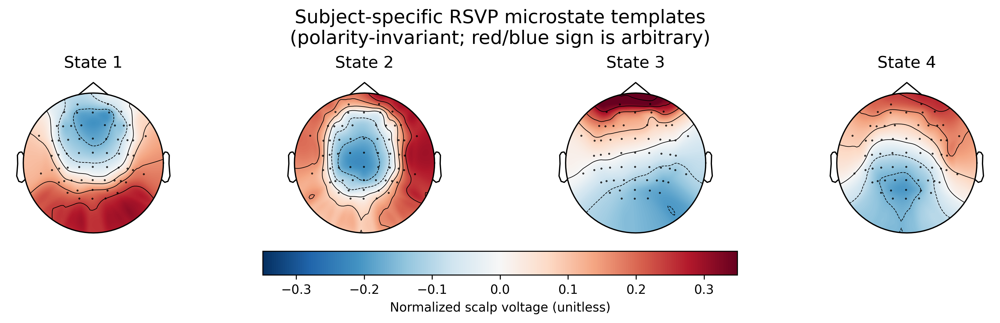 Subject-specific RSVP microstate templates
(polarity-invariant; red/blue sign is arbitrary)
State 1
State 2
State 3
State 4
−0.3
−0.2
−0.1
0.0
0.1
0.2
0.3
Normalized scalp voltage (unitless)